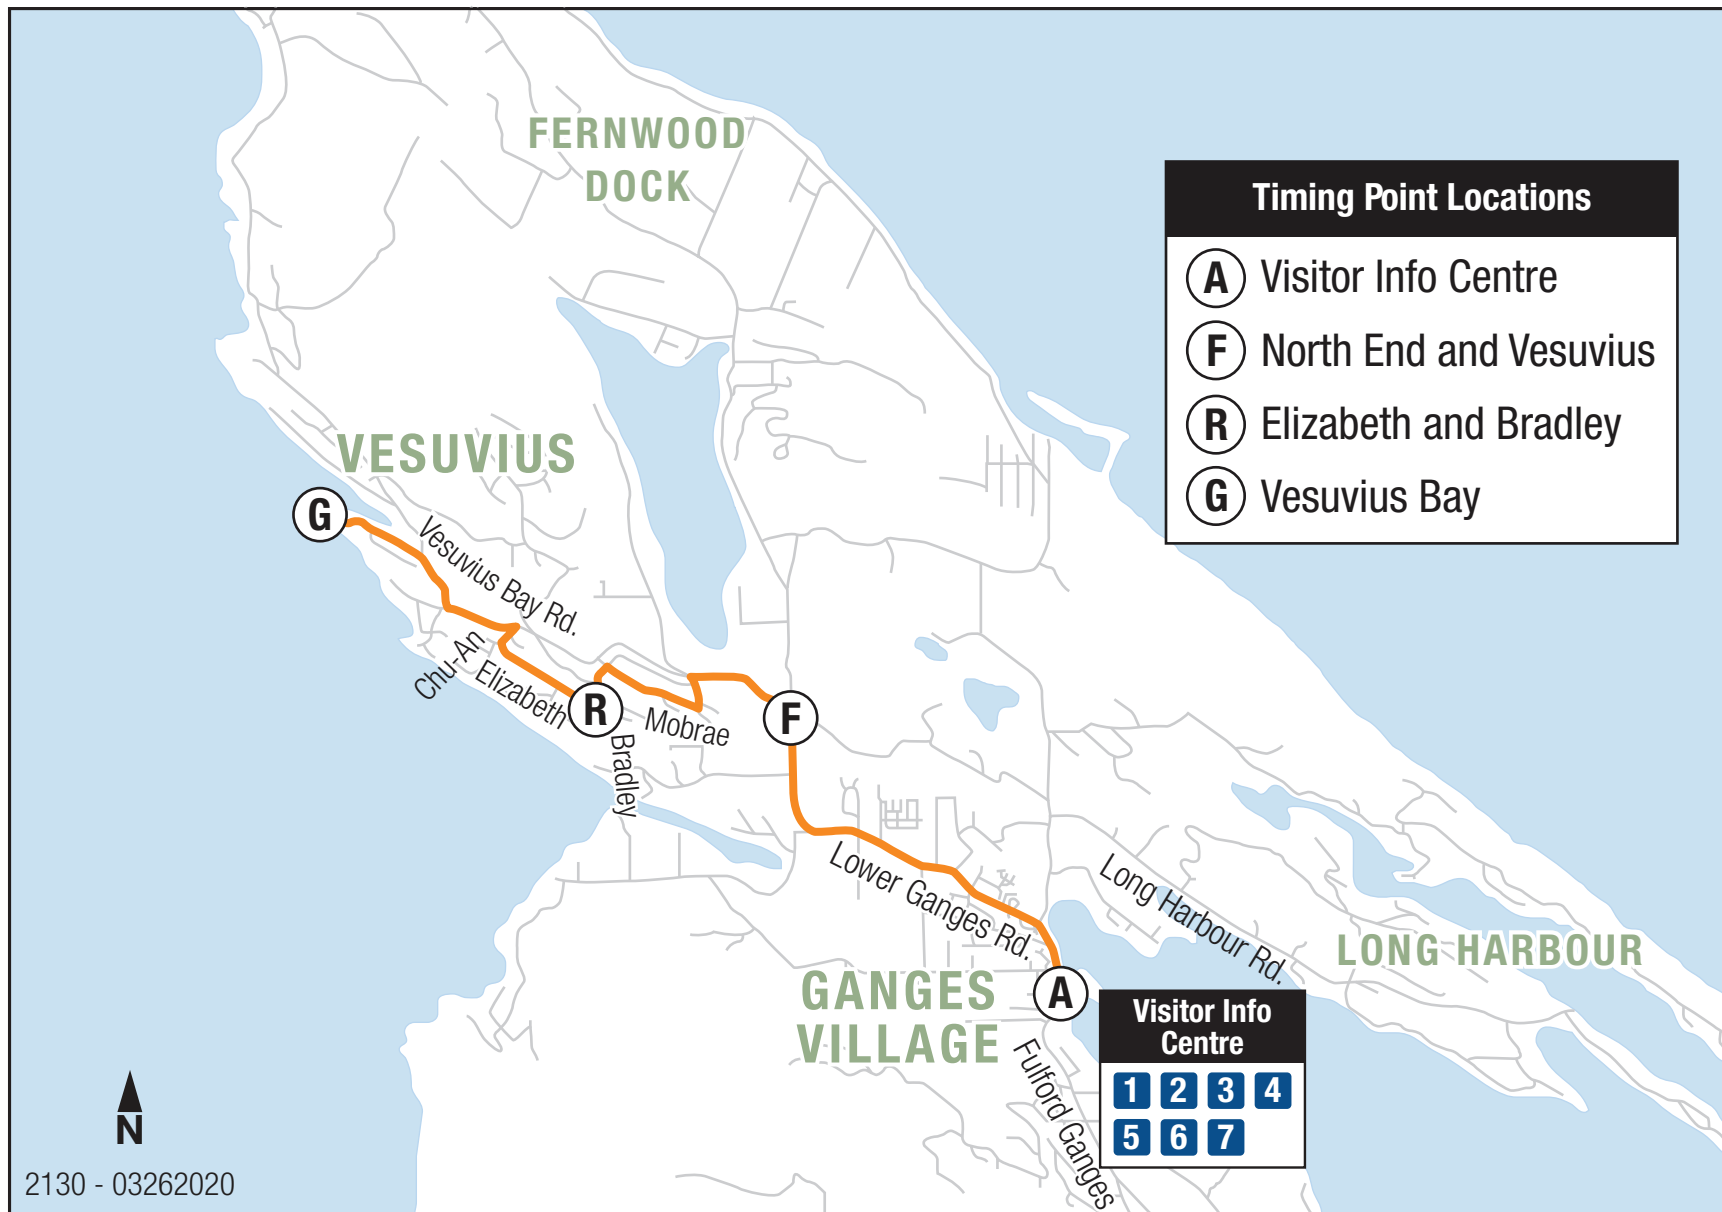 FERNWOOD
DOCK
Timing Point Locations
A Visitor Info Centre
F North End and Vesuvius
R Elizabeth and Bradley
G Vesuvius Bay
VESUVIUS
G
Vesuvius Bay Rd.
Chu-An
Elizabeth
R
Mobrae
F
Bradley
Lower Ganges Rd.
Long Harbour Rd.
LONG HARBOUR
GANGES
VILLAGE
A
Visitor Info
Centre
1 2 3 4
5 6 7
Fulford Ganges
N
2130 - 03262020